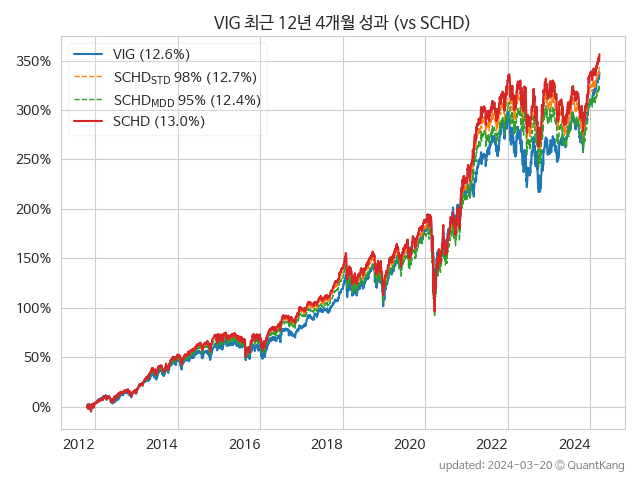 VIG 최근 12년 4개월 성과 (vs SCHD)
VIG (12.6%)
SCHD_STD 98% (12.7%)
SCHD_MDD 95% (12.4%)
SCHD (13.0%)
350%
300%
250%
200%
150%
100%
50%
0%
2012 2014 2016 2018 2020 2022 2024
updated: 2024-03-20 © QuantKang